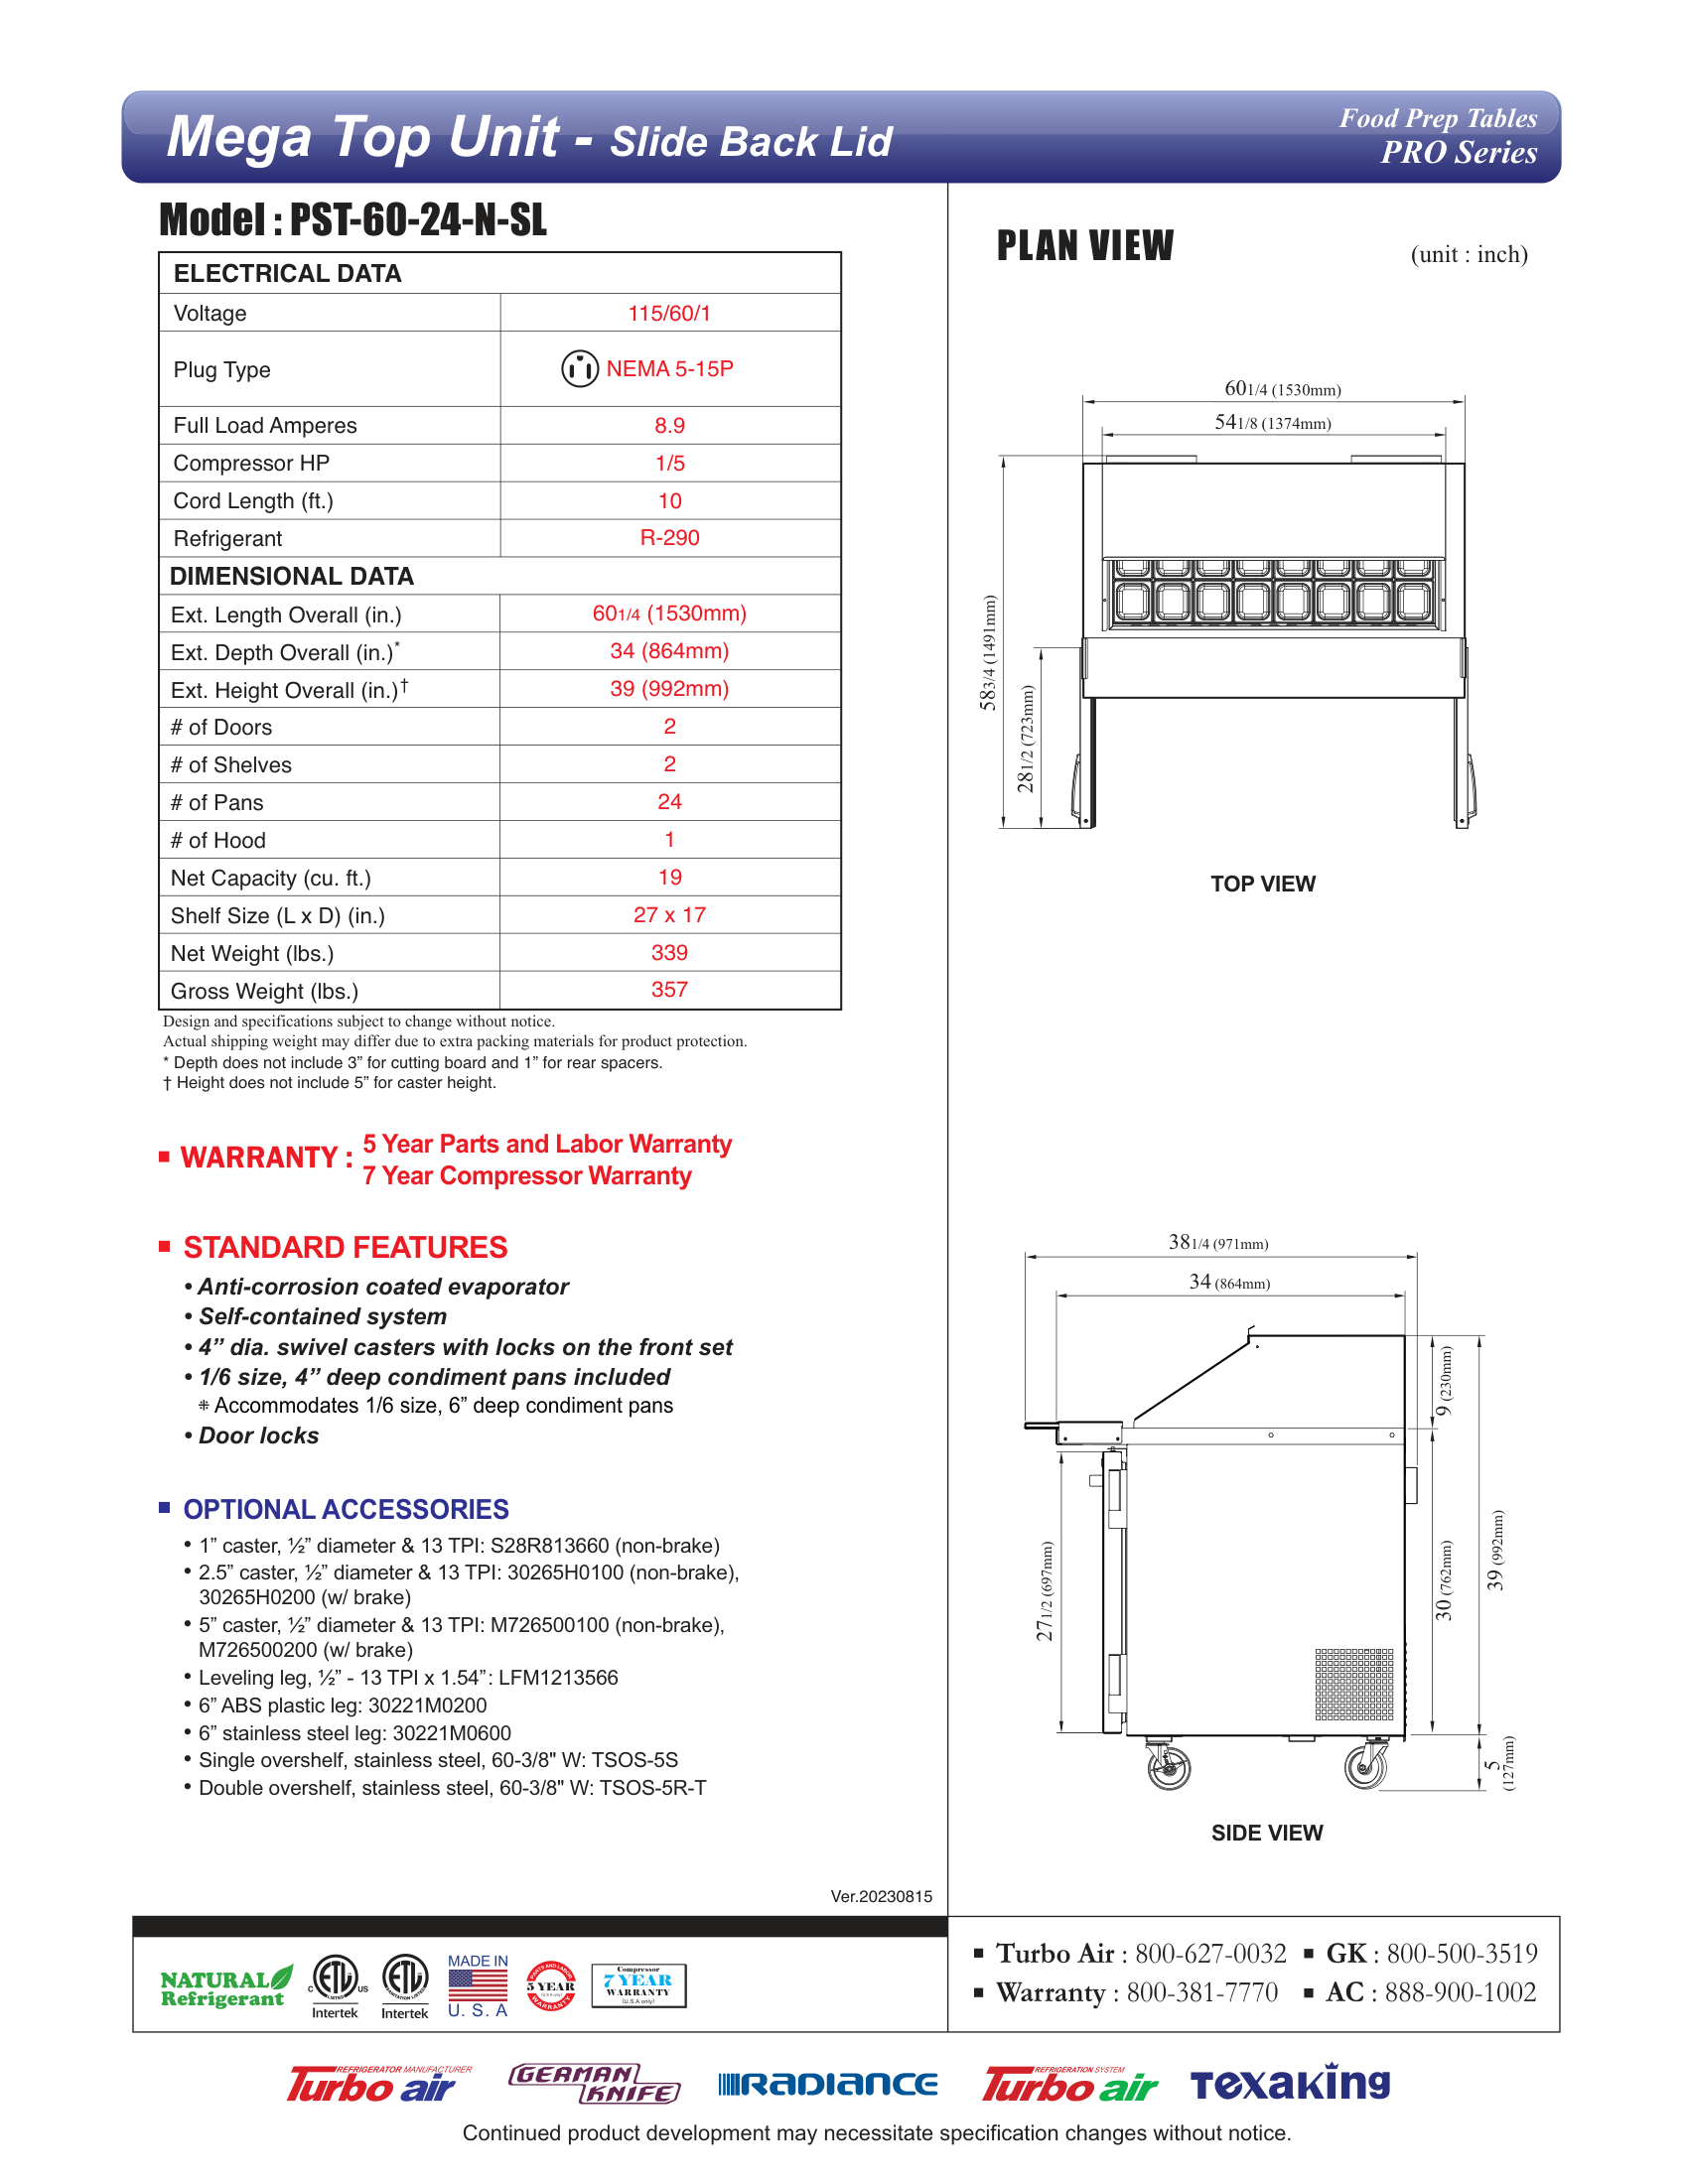 Mega Top Unit - Slide Back Lid
Food Prep Tables
PRO Series
Model : PST-60-24-N-SL
ELECTRICAL DATA
Voltage 115/60/1
Plug Type NEMA 5-15P
Full Load Amperes 8.9
Compressor HP 1/5
Cord Length (ft.) 10
Refrigerant R-290
DIMENSIONAL DATA
Ext. Length Overall (in.) 601/4 (1530mm)
Ext. Depth Overall (in.)* 34 (864mm)
Ext. Height Overall (in.)† 39 (992mm)
# of Doors 2
# of Shelves 2
# of Pans 24
# of Hood 1
Net Capacity (cu. ft.) 19
Shelf Size (L x D) (in.) 27 x 17
Net Weight (lbs.) 339
Gross Weight (lbs.) 357
Design and specifications subject to change without notice.
Actual shipping weight may differ due to extra packing materials for product protection.
* Depth does not include 3” for cutting board and 1” for rear spacers.
† Height does not include 5” for caster height.
■ WARRANTY : 5 Year Parts and Labor Warranty
7 Year Compressor Warranty
■ STANDARD FEATURES
• Anti-corrosion coated evaporator
• Self-contained system
• 4” dia. swivel casters with locks on the front set
• 1/6 size, 4” deep condiment pans included
⁜ Accommodates 1/6 size, 6” deep condiment pans
• Door locks
■ OPTIONAL ACCESSORIES
• 1” caster, ½” diameter & 13 TPI: S28R813660 (non-brake)
• 2.5” caster, ½” diameter & 13 TPI: 30265H0100 (non-brake),
30265H0200 (w/ brake)
• 5” caster, ½” diameter & 13 TPI: M726500100 (non-brake),
M726500200 (w/ brake)
• Leveling leg, ½” - 13 TPI x 1.54”: LFM1213566
• 6” ABS plastic leg: 30221M0200
• 6” stainless steel leg: 30221M0600
• Single overshelf, stainless steel, 60-3/8" W: TSOS-5S
• Double overshelf, stainless steel, 60-3/8" W: TSOS-5R-T
Ver.20230815
PLAN VIEW
(unit : inch)
601/4 (1530mm)
541/8 (1374mm)
583/4 (1491mm)
281/2 (723mm)
TOP VIEW
381/4 (971mm)
34 (864mm)
9 (230mm)
271/2 (697mm)
30 (762mm)
39 (992mm)
5 (127mm)
SIDE VIEW
NATURAL
Refrigerant
C ETL US
LISTED
Intertek
ETL
SANITATION LISTED
Intertek
MADE IN
U. S. A
PARTS AND LABOR
5 YEAR
(U.S.A only)
WARRANTY
Compressor
7 YEAR
WARRANTY
(U.S.A only)
■ Turbo Air : 800-627-0032 ■ GK : 800-500-3519
■ Warranty : 800-381-7770 ■ AC : 888-900-1002
REFRIGERATOR MANUFACTURER
Turbo air
GERMAN
KNIFE
RADIANCE
REFRIGERATION SYSTEM
Turbo air
Texaking
Continued product development may necessitate specification changes without notice.